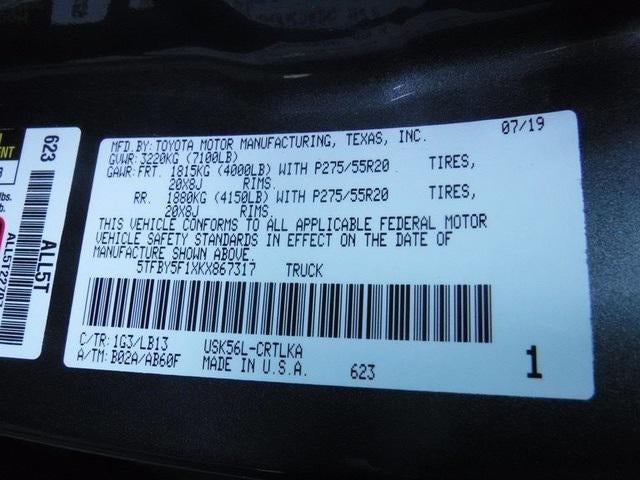 MFD.BY:TOYOTA MOTOR MANUFACTURING, TEXAS, INC. 07/19
GVWR:3220KG (7100LB)
GAWR:FRT. 1815KG (4000LB) WITH P275/55R20 TIRES,
20X8J RIMS.
RR. 1880KG (4150LB) WITH P275/55R20 TIRES,
20X8J RIMS.
THIS VEHICLE CONFORMS TO ALL APPLICABLE FEDERAL MOTOR
VEHICLE SAFETY STANDARDS IN EFFECT ON THE DATE OF
MANUFACTURE SHOWN ABOVE.
5TFBY5F1XKX867317 TRUCK
C/TR:1G3/LB13 USK56L-CRTLKA
A/TM:B02A/AB60F MADE IN U.S.A. 623 1
623
ALL5T
lbs.